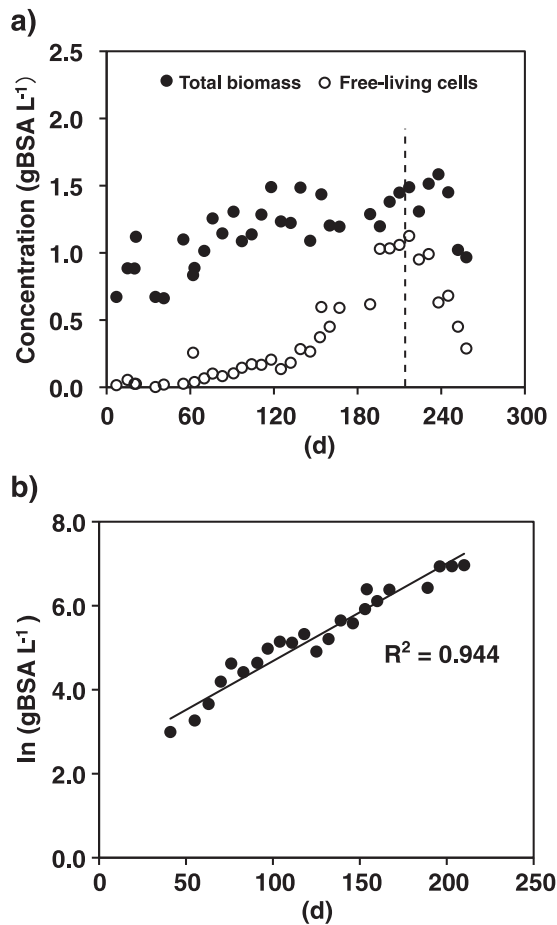 a)
Concentration (gBSA L-1)
2.5
2.0
1.5
1.0
0.5
0.0
Total biomass
Free-living cells
0 60 120 180 240 300
(d)
b)
ln (gBSA L-1)
8.0
6.0
4.0
2.0
0.0
R2 = 0.944
0 50 100 150 200 250
(d)